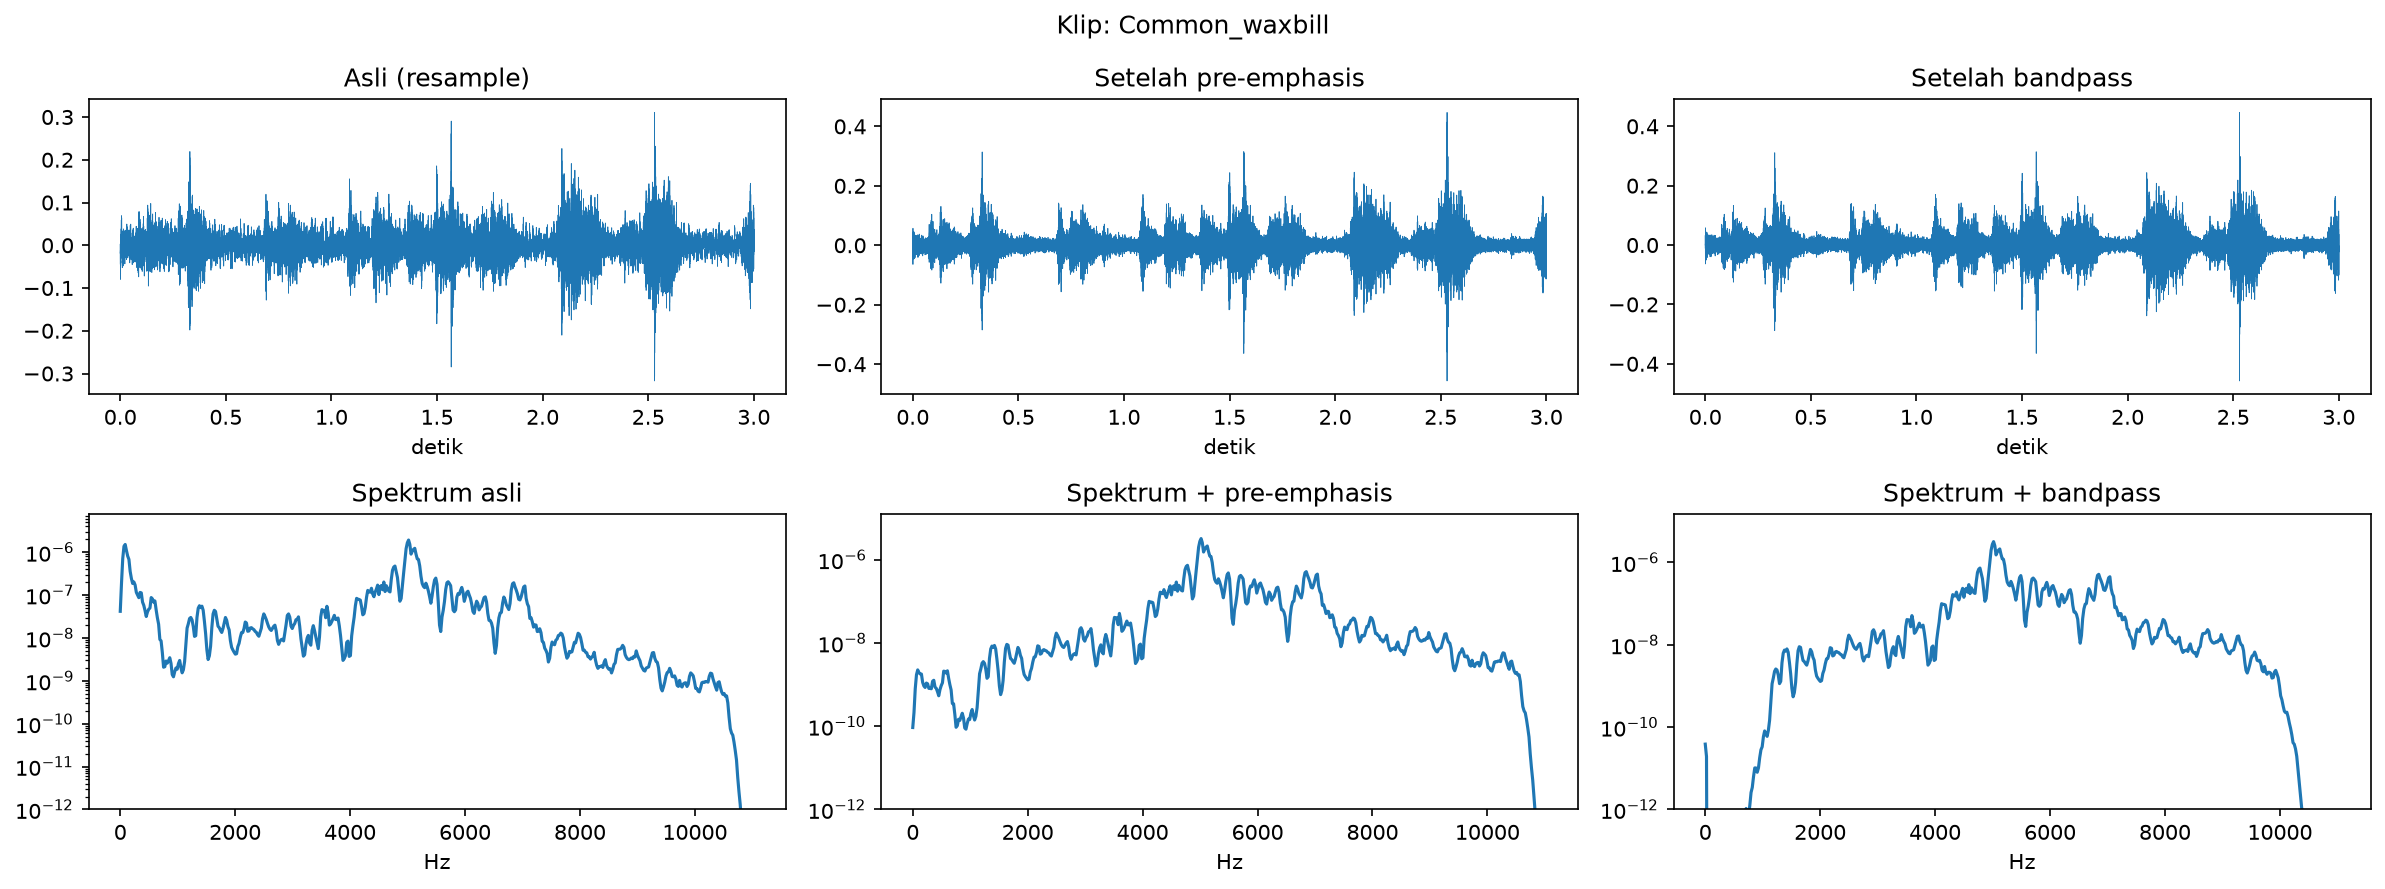 Klip: Common_waxbill
Asli (resample)
Setelah pre-emphasis
Setelah bandpass
0.3
0.2
0.1
0.0
−0.1
−0.2
−0.3
0.0 0.5 1.0 1.5 2.0 2.5 3.0
detik
0.4
0.2
0.0
−0.2
−0.4
0.0 0.5 1.0 1.5 2.0 2.5 3.0
detik
0.4
0.2
0.0
−0.2
−0.4
0.0 0.5 1.0 1.5 2.0 2.5 3.0
detik
Spektrum asli
Spektrum + pre-emphasis
Spektrum + bandpass
10⁻⁶
10⁻⁷
10⁻⁸
10⁻⁹
10⁻¹⁰
10⁻¹¹
10⁻¹²
0 2000 4000 6000 8000 10000
Hz
10⁻⁶
10⁻⁸
10⁻¹⁰
10⁻¹²
0 2000 4000 6000 8000 10000
Hz
10⁻⁶
10⁻⁸
10⁻¹⁰
10⁻¹²
0 2000 4000 6000 8000 10000
Hz